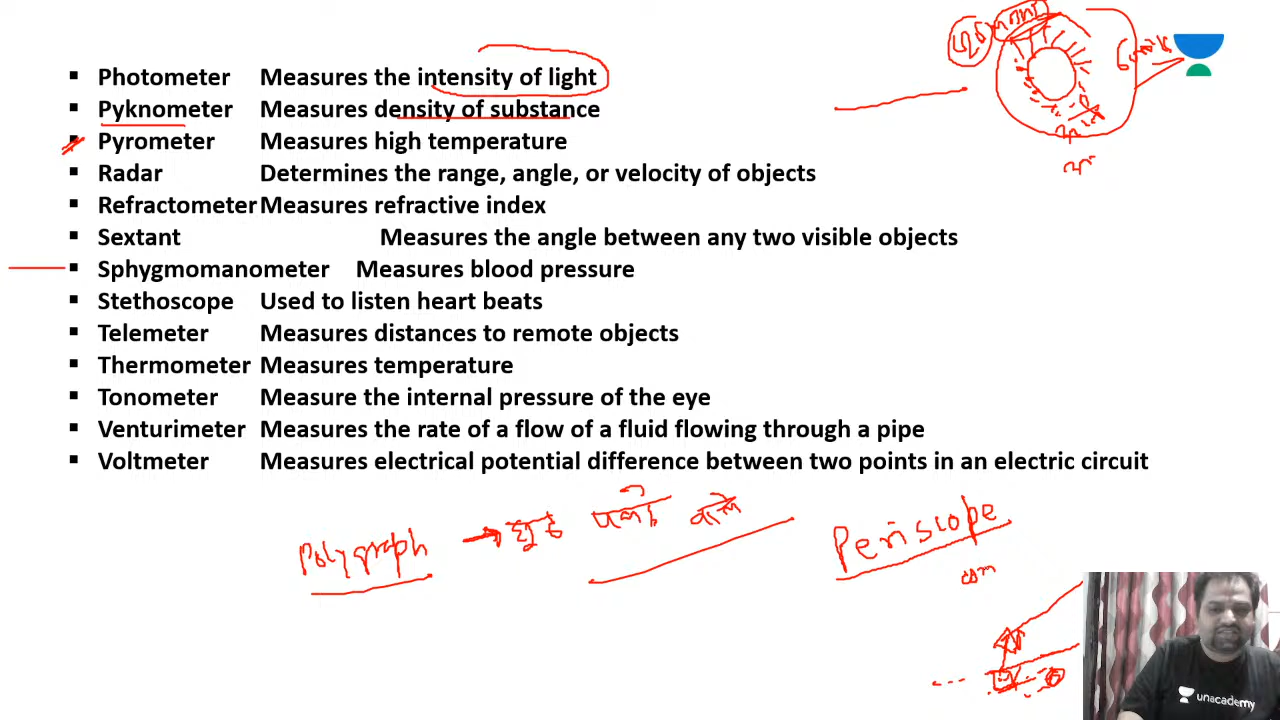 Photometer Measures the intensity of light
Pyknometer Measures density of substance
Pyrometer Measures high temperature
Radar Determines the range, angle, or velocity of objects
Refractometer Measures refractive index
Sextant Measures the angle between any two visible objects
Sphygmomanometer Measures blood pressure
Stethoscope Used to listen heart beats
Telemeter Measures distances to remote objects
Thermometer Measures temperature
Tonometer Measure the internal pressure of the eye
Venturimeter Measures the rate of a flow of a fluid flowing through a pipe
Voltmeter Measures electrical potential difference between two points in an electric circuit
Polygraph → झूठ पकड़ने वाले Periscope
unacademy